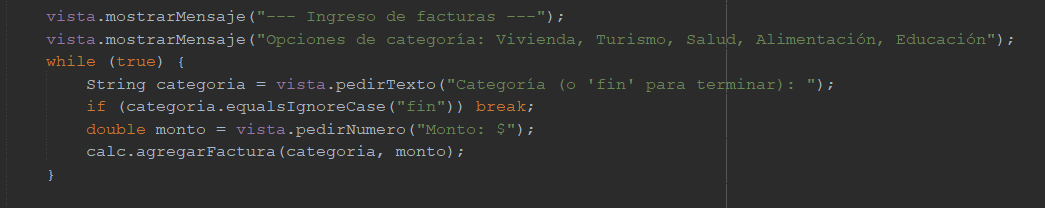 vista.mostrarMensaje("--- Ingreso de facturas ---");
vista.mostrarMensaje("Opciones de categoría: Vivienda, Turismo, Salud, Alimentación, Educación");
while (true) {
    String categoria = vista.pedirTexto("Categoría (o 'fin' para terminar): ");
    if (categoria.equalsIgnoreCase("fin")) break;
    double monto = vista.pedirNumero("Monto: $");
    calc.agregarFactura(categoria, monto);
}